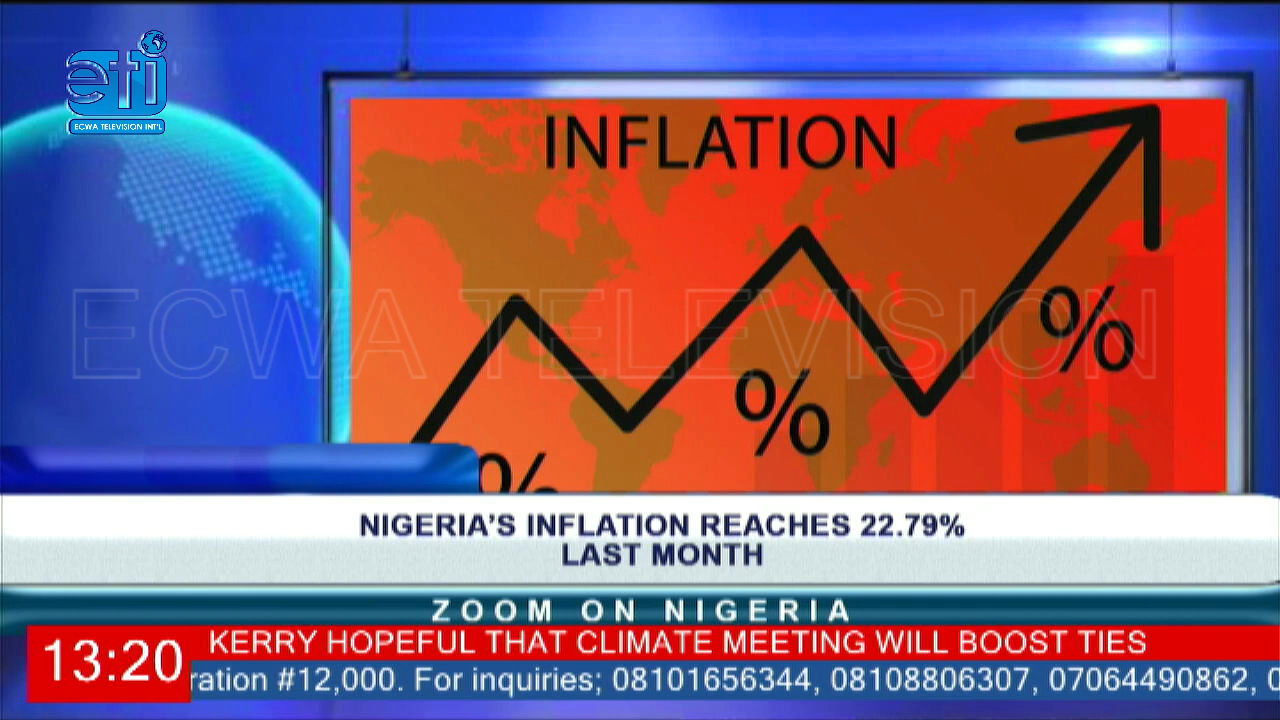 eti
ECWA TELEVISION INT'L
INFLATION
ECWA TELEVISION
%
%
%
NIGERIA'S INFLATION REACHES 22.79%
LAST MONTH
ZOOM ON NIGERIA
KERRY HOPEFUL THAT CLIMATE MEETING WILL BOOST TIES
13:20
ration #12,000. For inquiries; 08101656344, 08108806307, 07064490862, 0